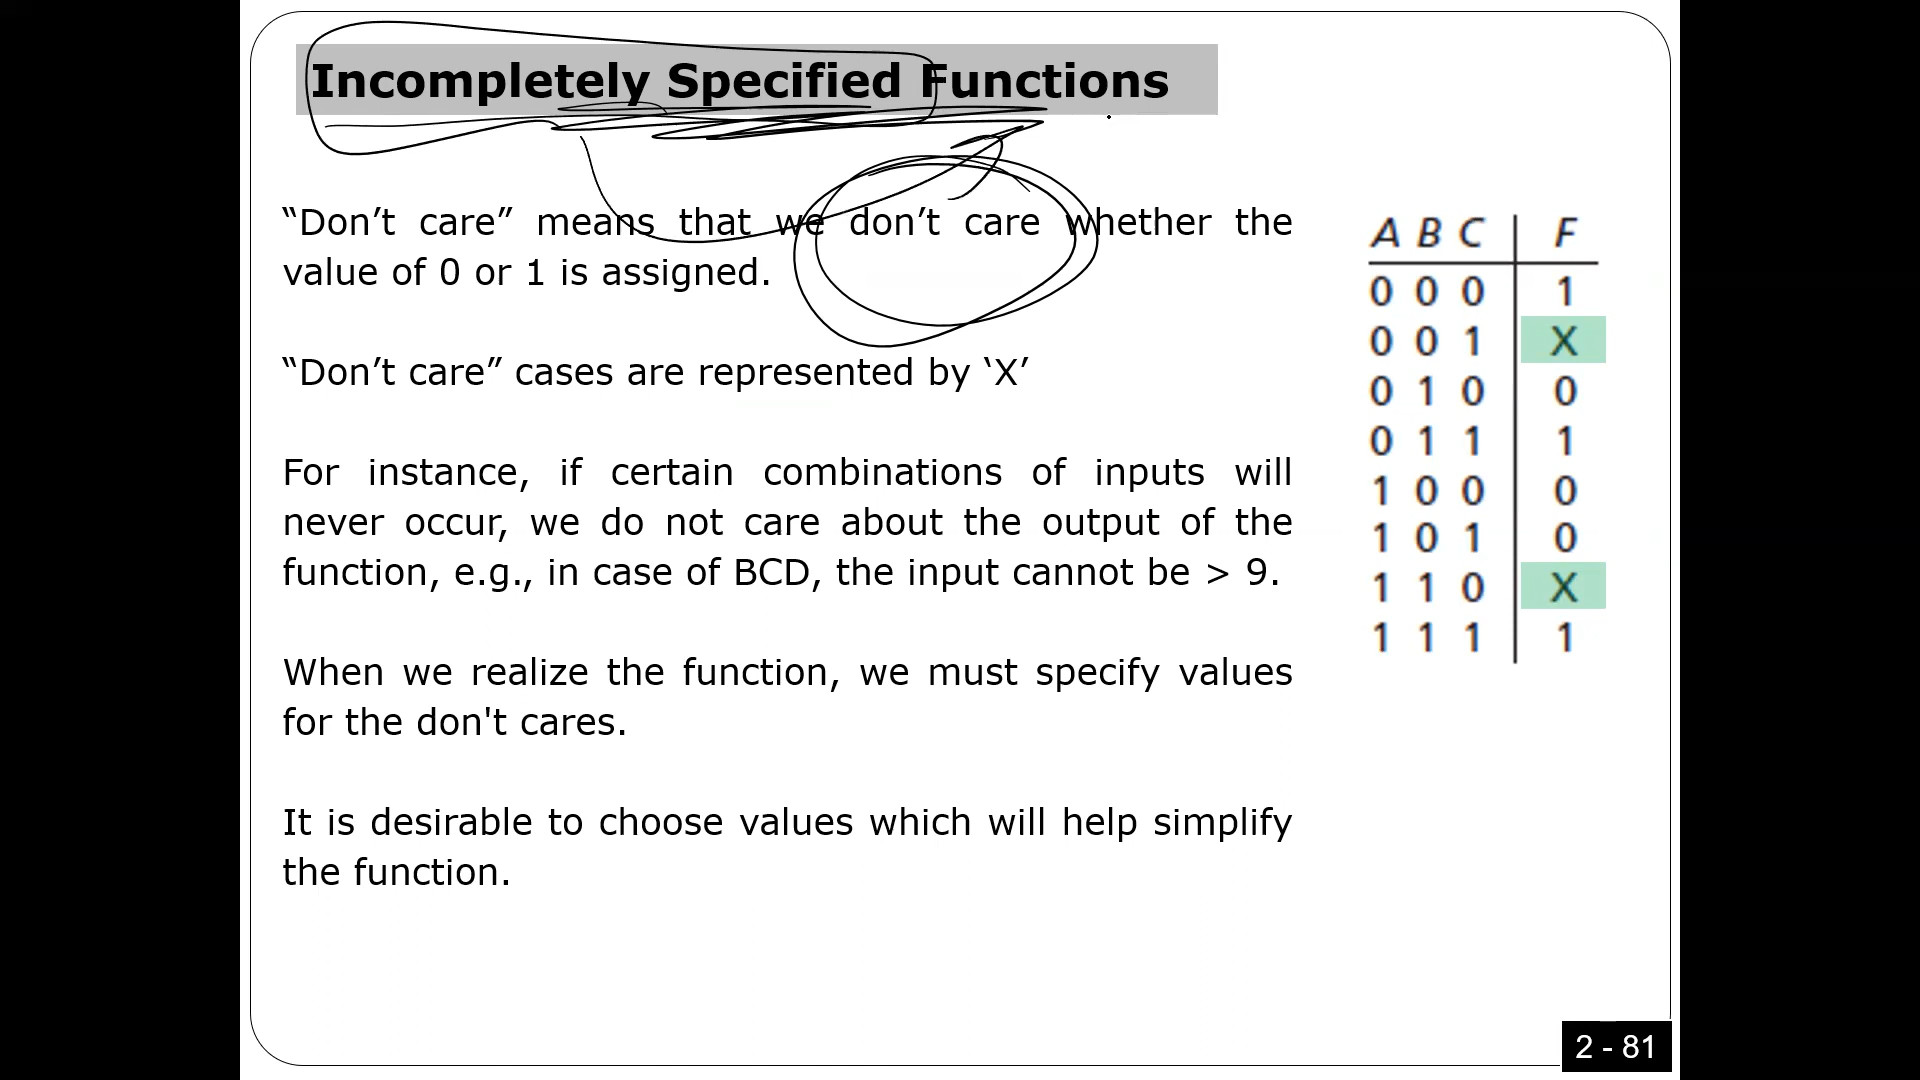 Incompletely Specified Functions
“Don’t care” means that we don’t care whether the
value of 0 or 1 is assigned.
“Don’t care” cases are represented by ‘X’
For instance, if certain combinations of inputs will
never occur, we do not care about the output of the
function, e.g., in case of BCD, the input cannot be > 9.
When we realize the function, we must specify values
for the don't cares.
It is desirable to choose values which will help simplify
the function.
A B C F
0 0 0 1
0 0 1 X
0 1 0 0
0 1 1 1
1 0 0 0
1 0 1 0
1 1 0 X
1 1 1 1
2 - 81